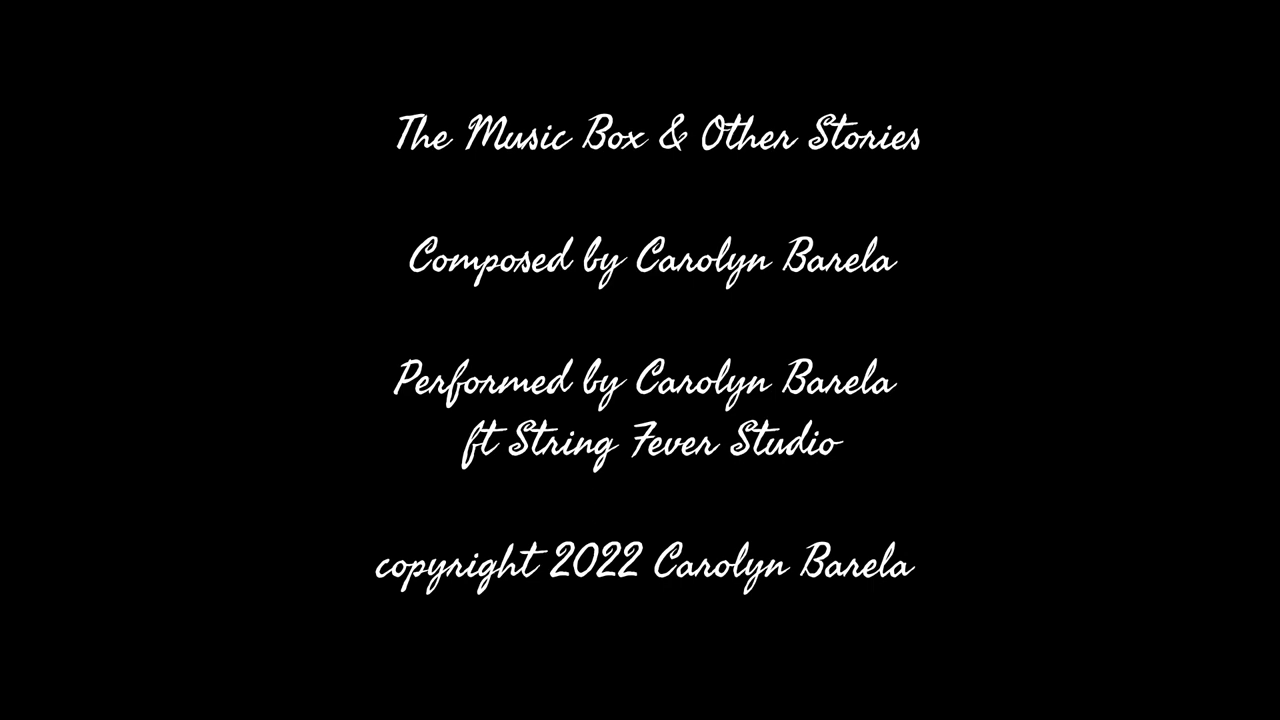 The Music Box & Other Stories
Composed by Carolyn Barela
Performed by Carolyn Barela
ft String Fever Studio
copyright 2022 Carolyn Barela